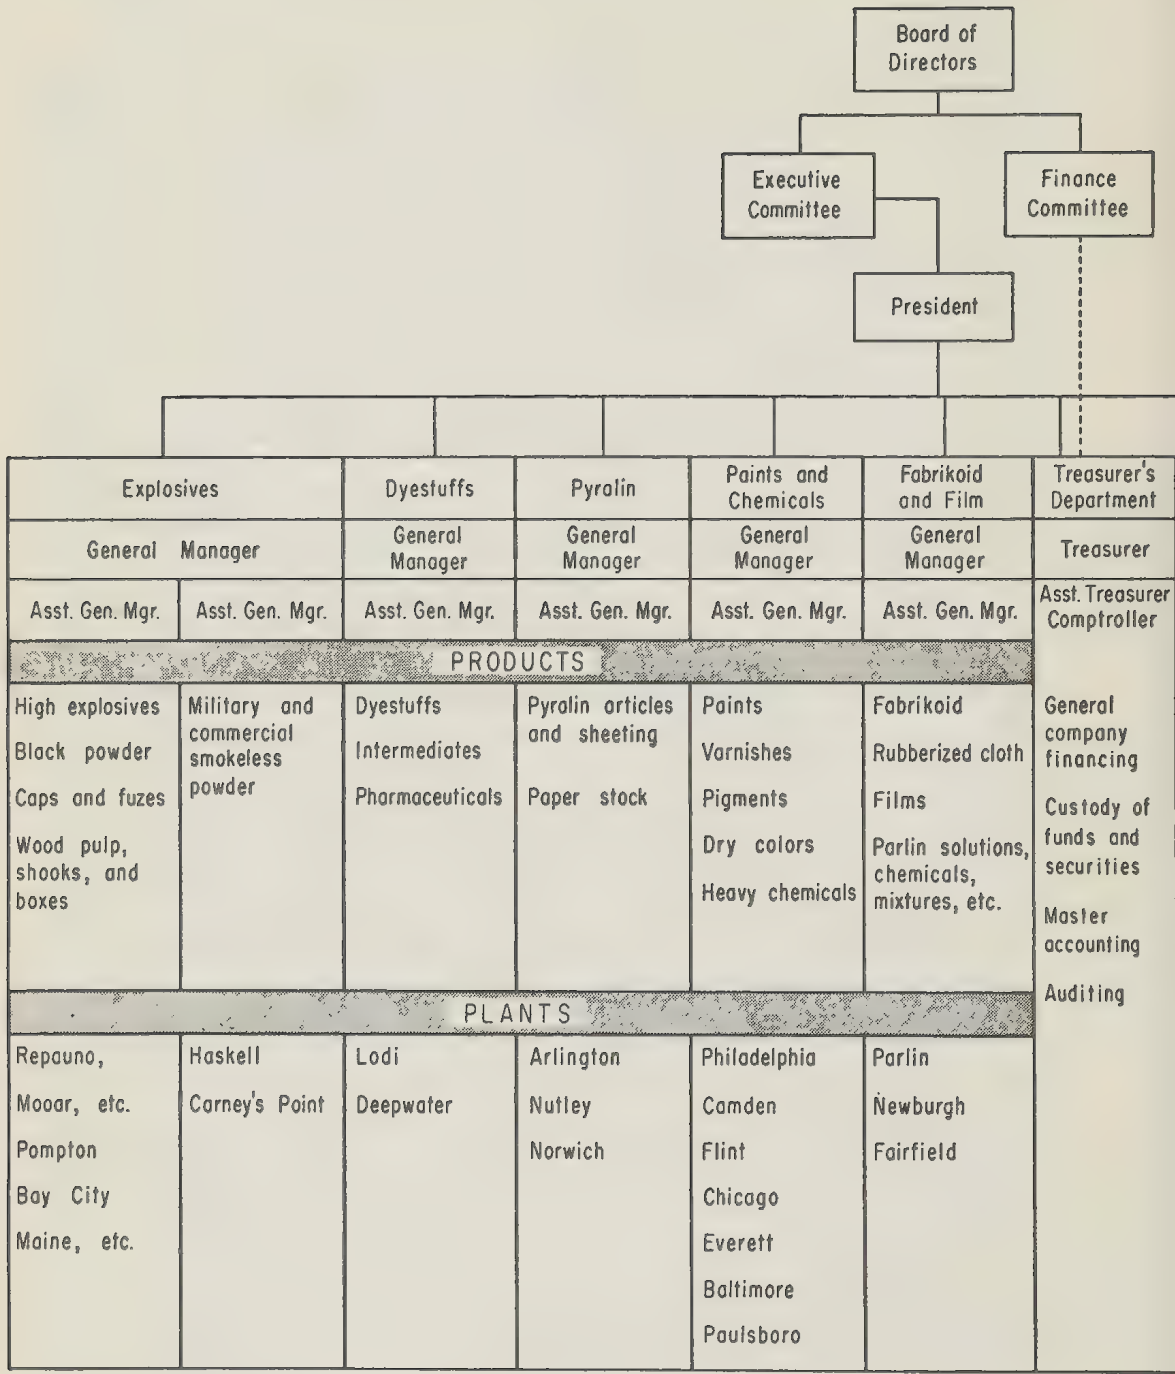 Board of
Directors
Executive
Committee
Finance
Committee
President
Explosives
Dyestuffs
Pyralin
Paints and
Chemicals
Fabrikoid
and Film
Treasurer's
Department
General Manager
General
Manager
General
Manager
General
Manager
General
Manager
Treasurer
Asst. Gen. Mgr.
Asst. Gen. Mgr.
Asst. Gen. Mgr.
Asst. Gen. Mgr.
Asst. Gen. Mgr.
Asst. Gen. Mgr.
Asst. Treasurer
Comptroller
PRODUCTS
High explosives
Black powder
Caps and fuzes
Wood pulp,
shooks, and
boxes
Military and
commercial
smokeless
powder
Dyestuffs
Intermediates
Pharmaceuticals
Pyralin articles
and sheeting
Paper stock
Paints
Varnishes
Pigments
Dry colors
Heavy chemicals
Fabrikoid
Rubberized cloth
Films
Parlin solutions,
chemicals,
mixtures, etc.
General
company
financing
Custody of
funds and
securities
Master
accounting
Auditing
PLANTS
Repauno,
Mooar, etc.
Pompton
Bay City
Maine, etc.
Haskell
Carney's Point
Lodi
Deepwater
Arlington
Nutley
Norwich
Philadelphia
Camden
Flint
Chicago
Everett
Baltimore
Paulsboro
Parlin
Newburgh
Fairfield